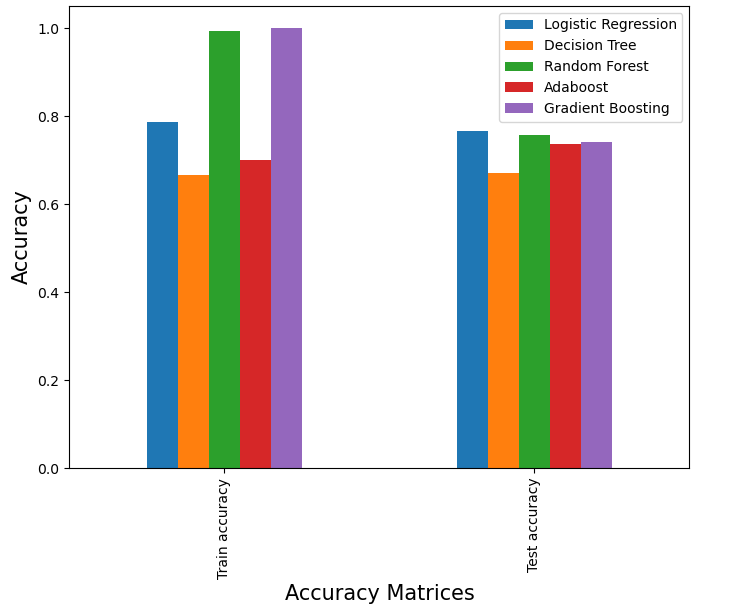 Logistic Regression
Decision Tree
Random Forest
Adaboost
Gradient Boosting
1.0
0.8
0.6
0.4
0.2
0.0
Accuracy
Train accuracy
Test accuracy
Accuracy Matrices